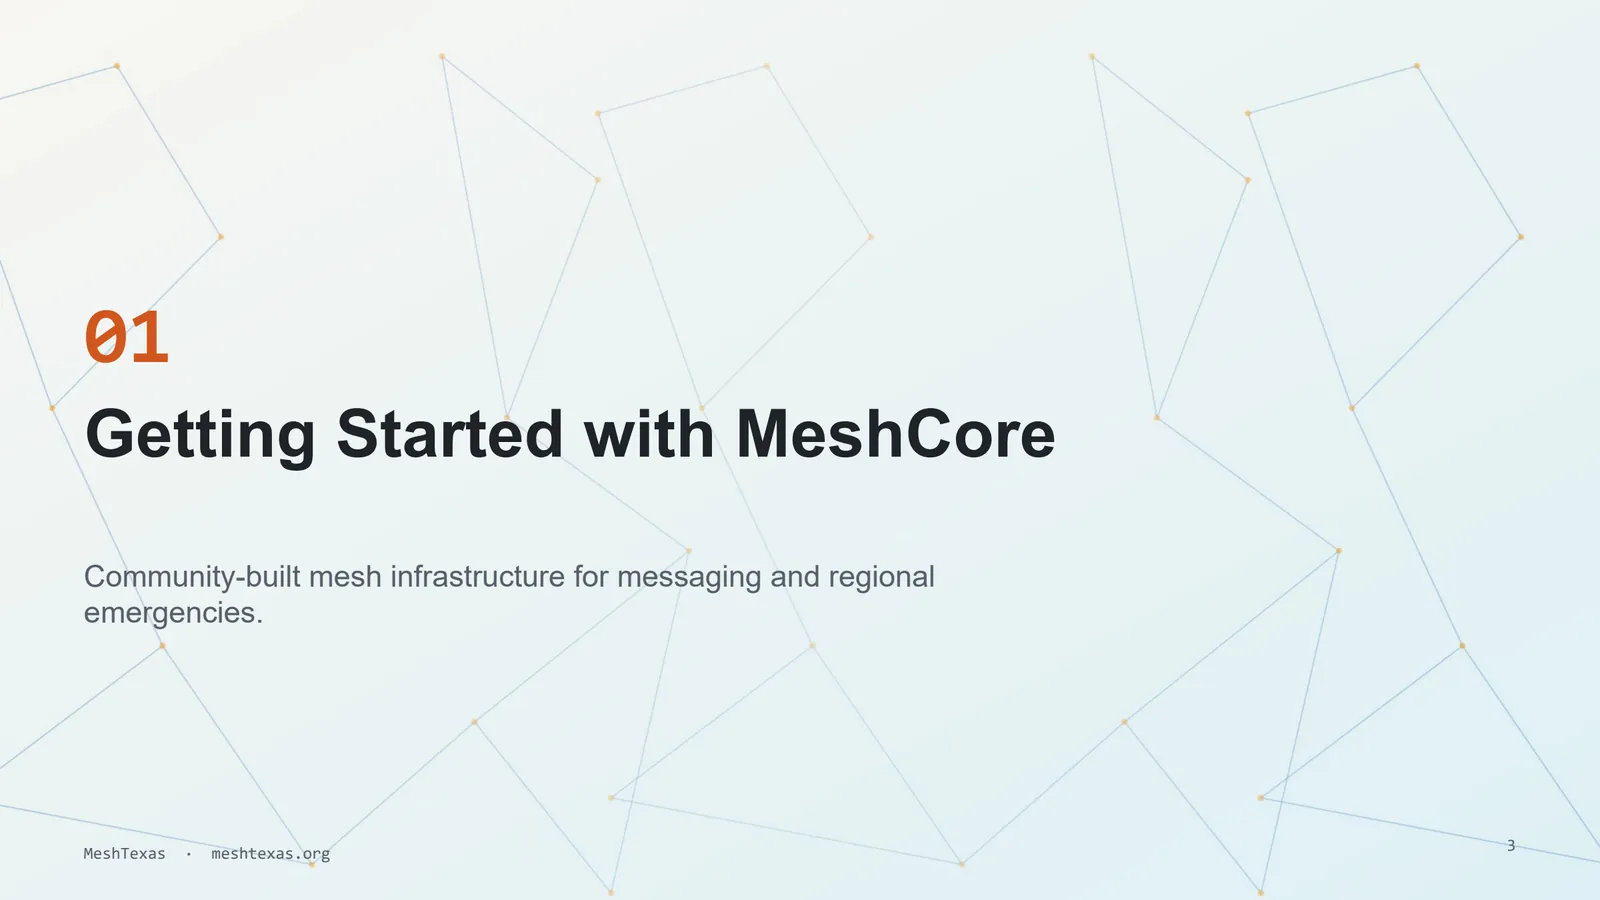 01
Getting Started with MeshCore
Community-built mesh infrastructure for messaging and regional
emergencies.
MeshTexas · meshtexas.org
3